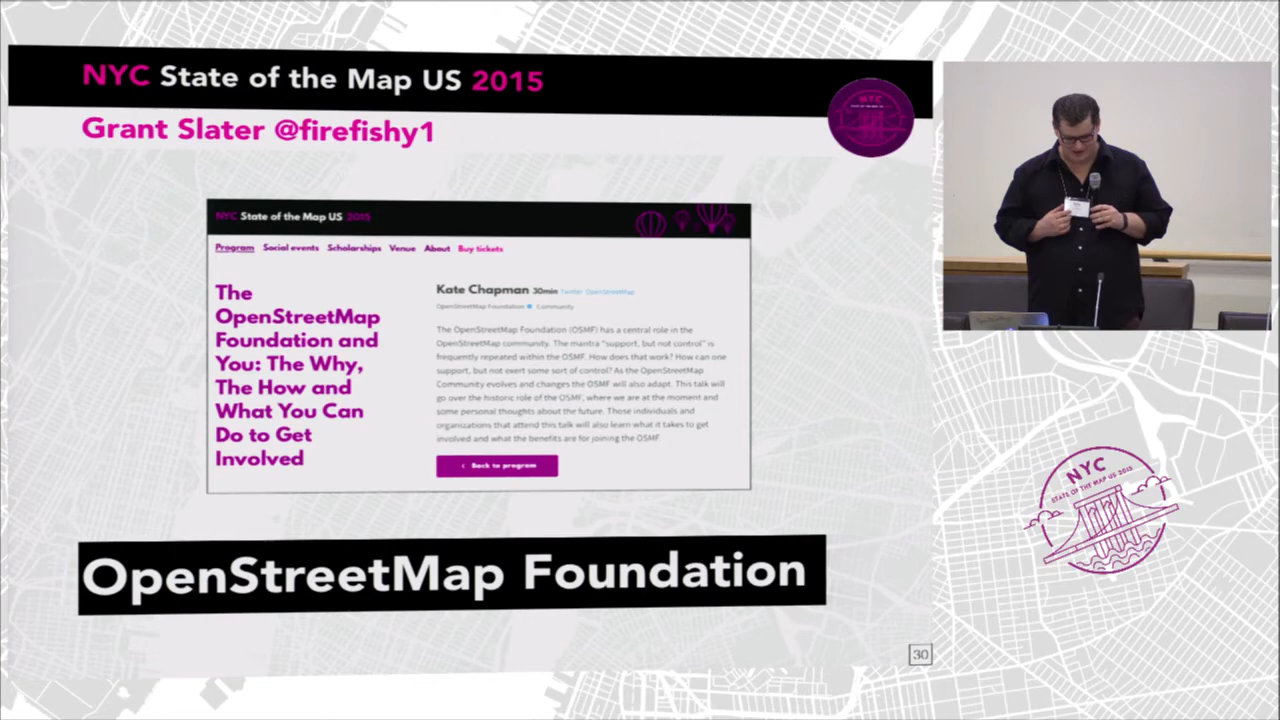 NYC State of the Map US 2015
Grant Slater @firefishy1
NYC
NYC State of the Map US 2015
Program Social events Scholarships Venue About Buy tickets
The
OpenStreetMap
Foundation and
You: The Why,
The How and
What You Can
Do to Get
Involved
Kate Chapman 30min Twitter OpenStreetMap
OpenStreetMap Foundation Community
The OpenStreetMap Foundation (OSMF) has a central role in the
OpenStreetMap community. The mantra “support, but not control” is
frequently repeated within the OSMF. How does that work? How can one
support, but not exert some sort of control? As the OpenStreetMap
Community evolves and changes the OSMF will also adapt. This talk will
go over the historic role of the OSMF, where we are at the moment and
some personal thoughts about the future. Those individuals and
organizations that attend this talk will also learn what it takes to get
involved and what the benefits are for joining the OSMF.
‹ Back to program
OpenStreetMap Foundation
30
NYC
STATE OF THE MAP US 2015